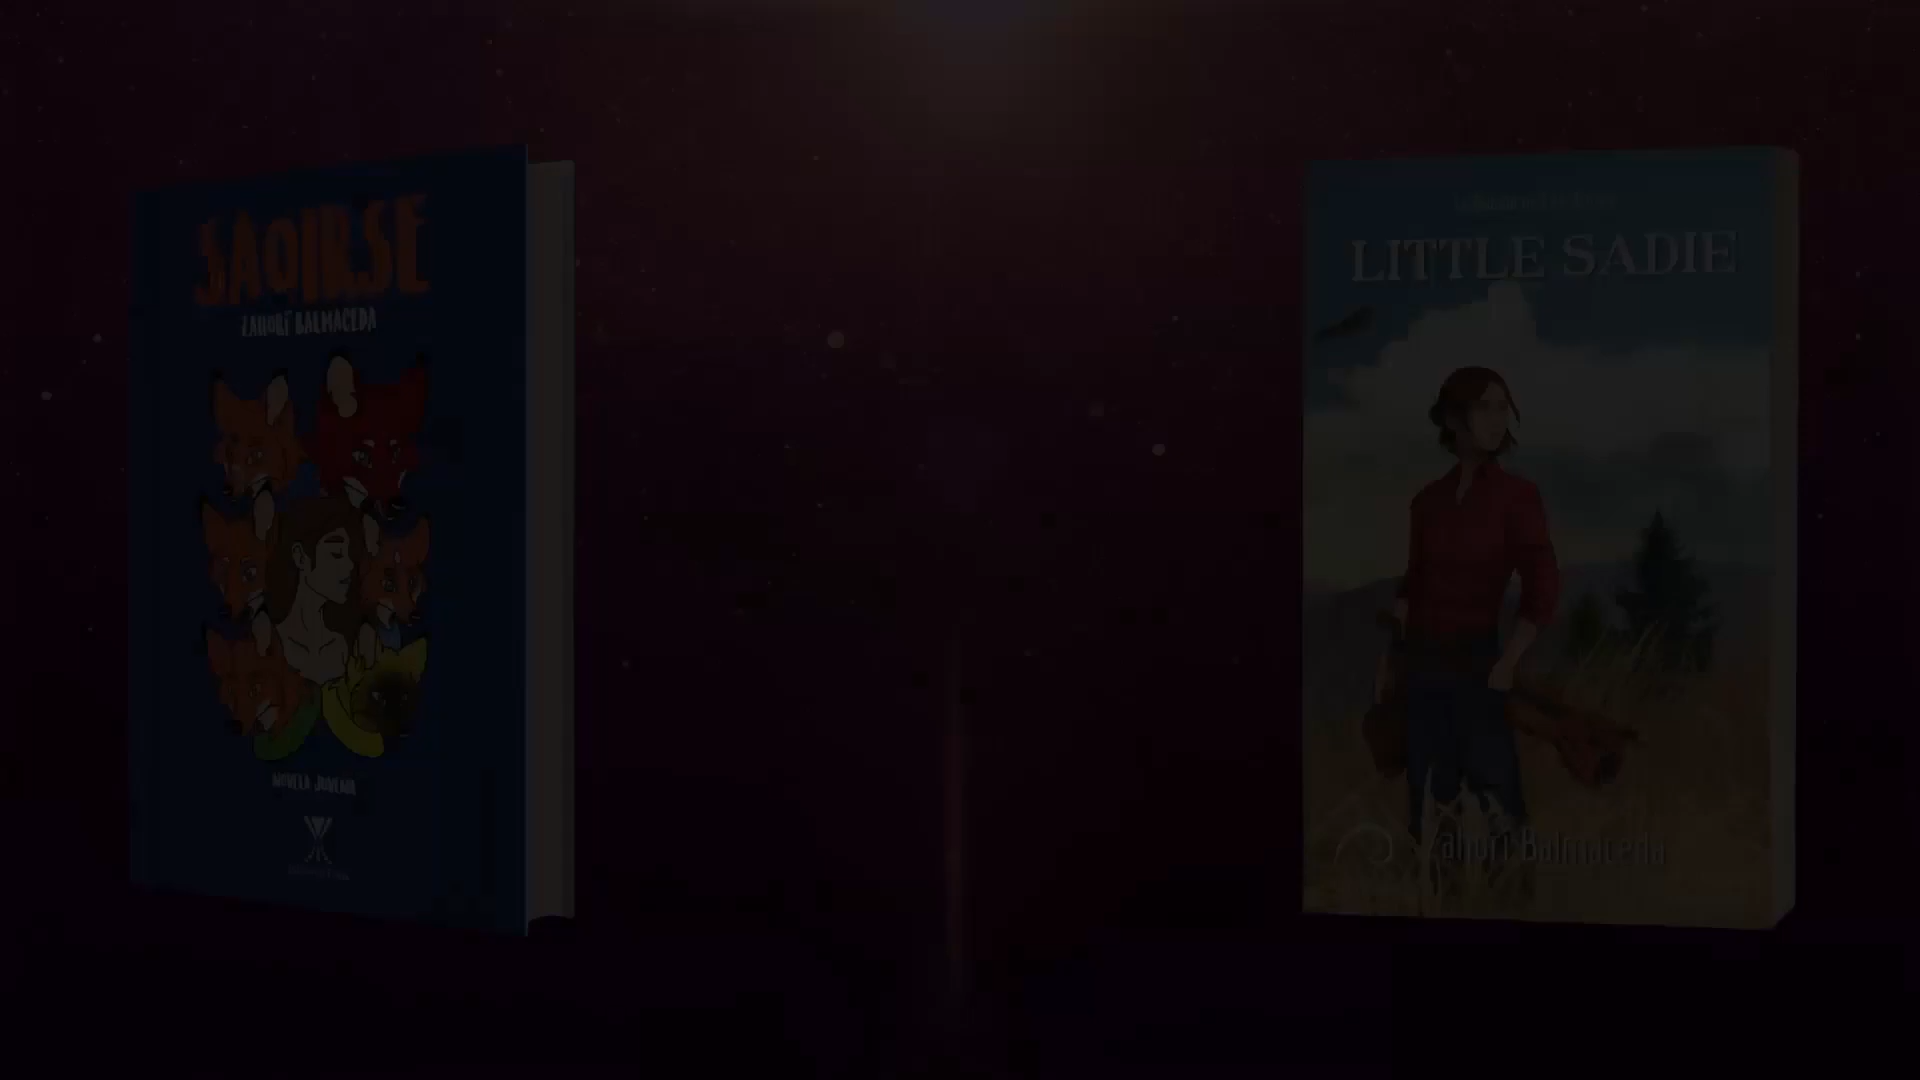 SAOIRSE
ZAHORÍ BALMACEDA
NOVELA JUVENIL
LITTLE SADIE
Zahorí Balmaceda